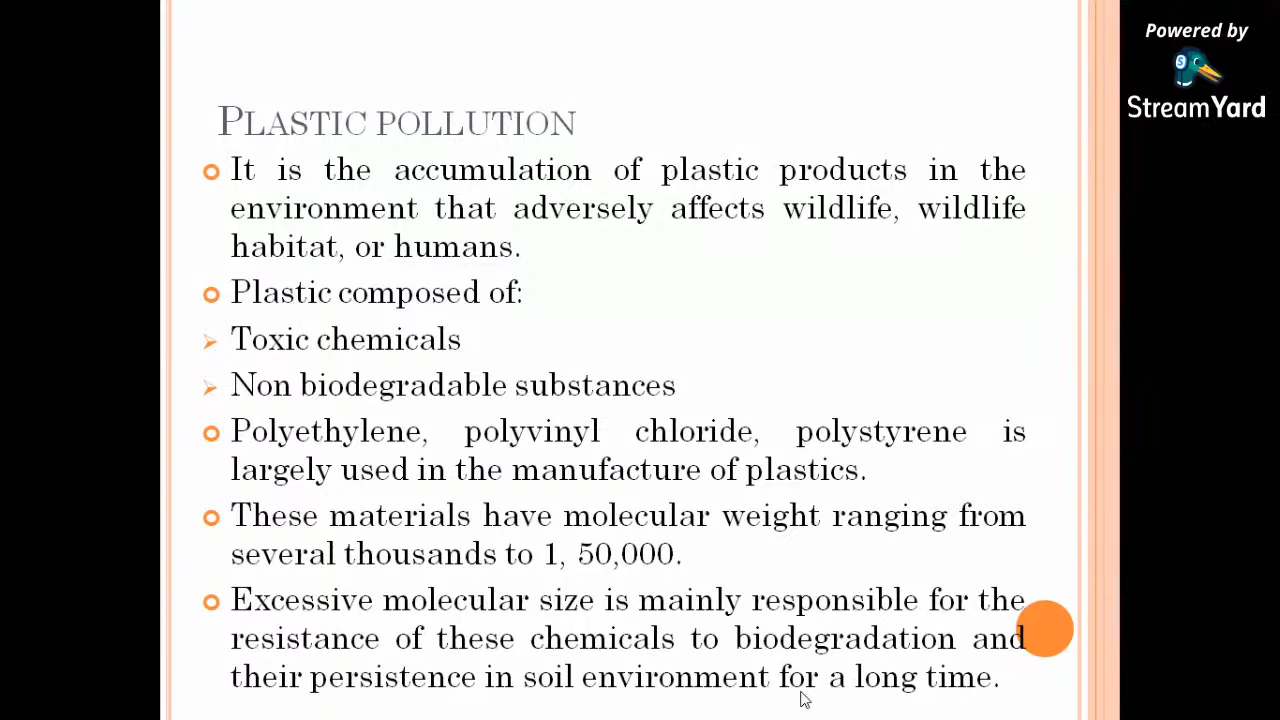 Powered by
StreamYard
PLASTIC POLLUTION
It is the accumulation of plastic products in the
environment that adversely affects wildlife, wildlife
habitat, or humans.
Plastic composed of:
Toxic chemicals
Non biodegradable substances
Polyethylene, polyvinyl chloride, polystyrene is
largely used in the manufacture of plastics.
These materials have molecular weight ranging from
several thousands to 1, 50,000.
Excessive molecular size is mainly responsible for the
resistance of these chemicals to biodegradation and
their persistence in soil environment for a long time.